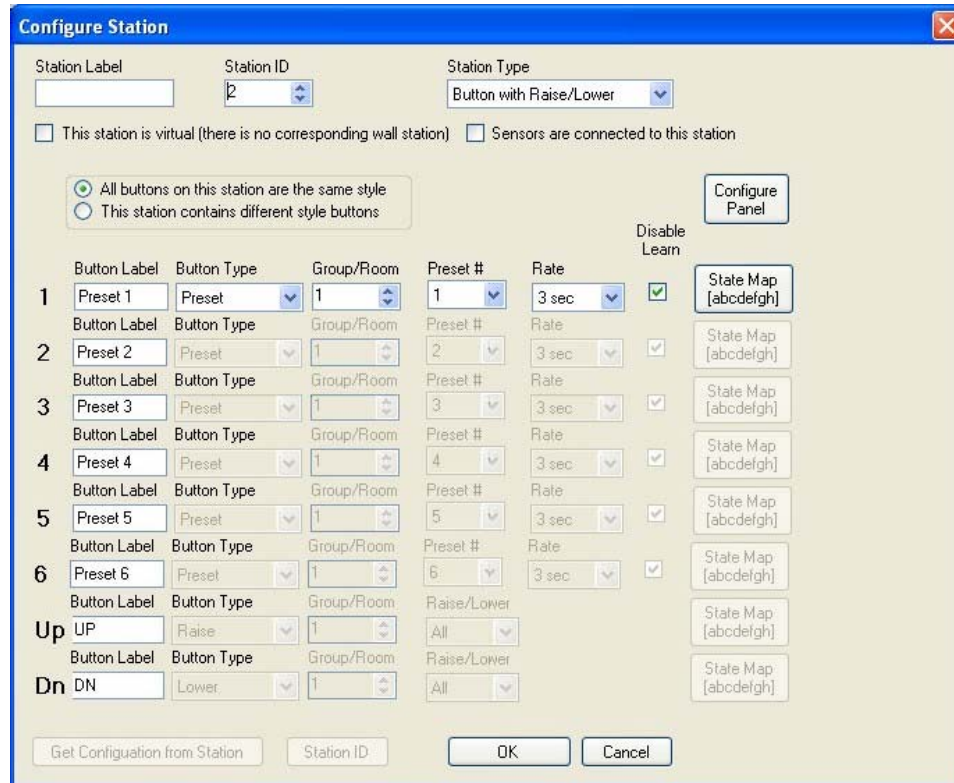 Configure Station
Station Label Station ID Station Type
2 Button with Raise/Lower
This station is virtual (there is no corresponding wall station) Sensors are connected to this station
All buttons on this station are the same style
This station contains different style buttons
Configure
Panel
Disable
Learn
Button Label Button Type Group/Room Preset # Rate
1 Preset 1 Preset 1 1 3 sec State Map
[abcdefgh]
Button Label Button Type Group/Room Preset # Rate
2 Preset 2 Preset 1 2 3 sec State Map
[abcdefgh]
Button Label Button Type Group/Room Preset # Rate
3 Preset 3 Preset 1 3 3 sec State Map
[abcdefgh]
Button Label Button Type Group/Room Preset # Rate
4 Preset 4 Preset 1 4 3 sec State Map
[abcdefgh]
Button Label Button Type Group/Room Preset # Rate
5 Preset 5 Preset 1 5 3 sec State Map
[abcdefgh]
Button Label Button Type Group/Room Preset # Rate
6 Preset 6 Preset 1 6 3 sec State Map
[abcdefgh]
Button Label Button Type Group/Room Raise/Lower
Up UP Raise 1 All State Map
[abcdefgh]
Button Label Button Type Group/Room Raise/Lower
Dn DN Lower 1 All State Map
[abcdefgh]
Get Configuation from Station Station ID OK Cancel